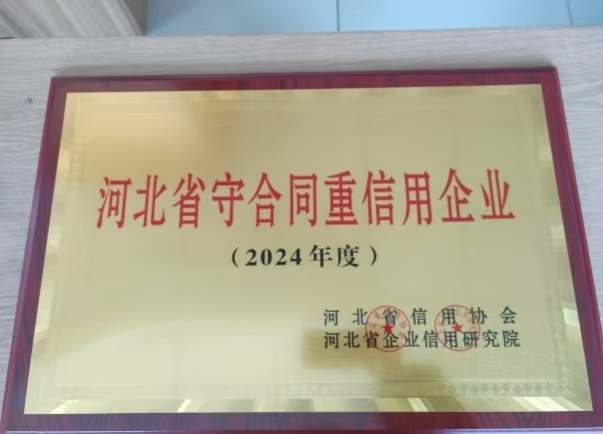 河北省守合同重信用企业
（2024年度）
河北省信用协会
河北省企业信用研究院